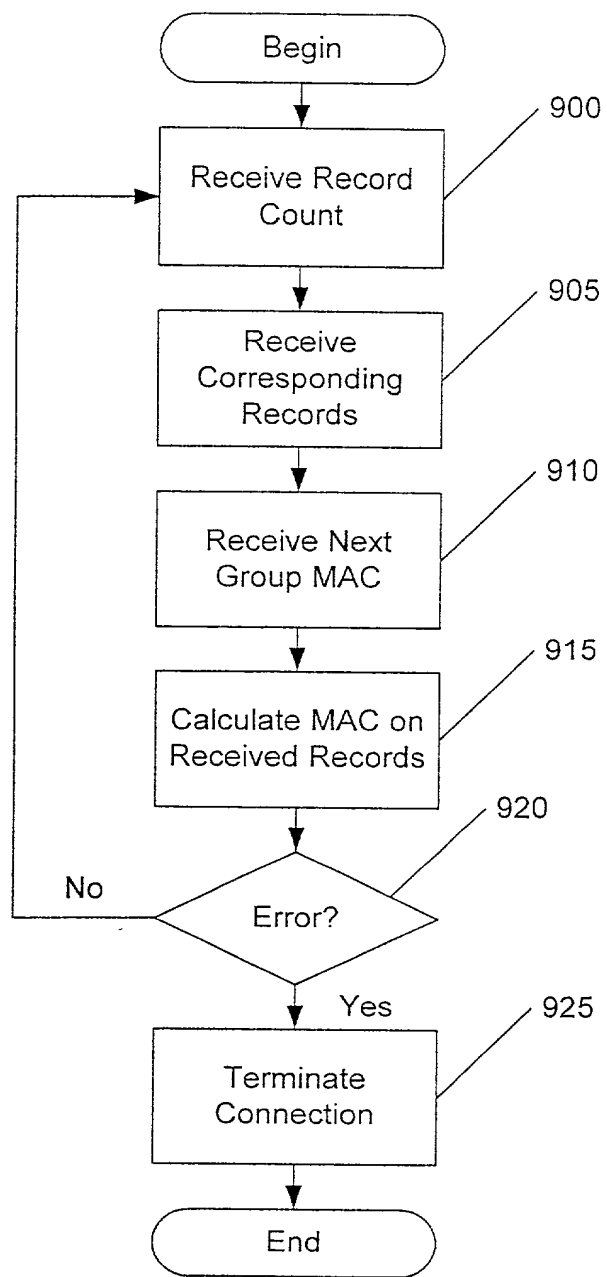 Begin
900
Receive Record
Count
905
Receive
Corresponding
Records
910
Receive Next
Group MAC
915
Calculate MAC on
Received Records
920
No
Error?
Yes
925
Terminate
Connection
End